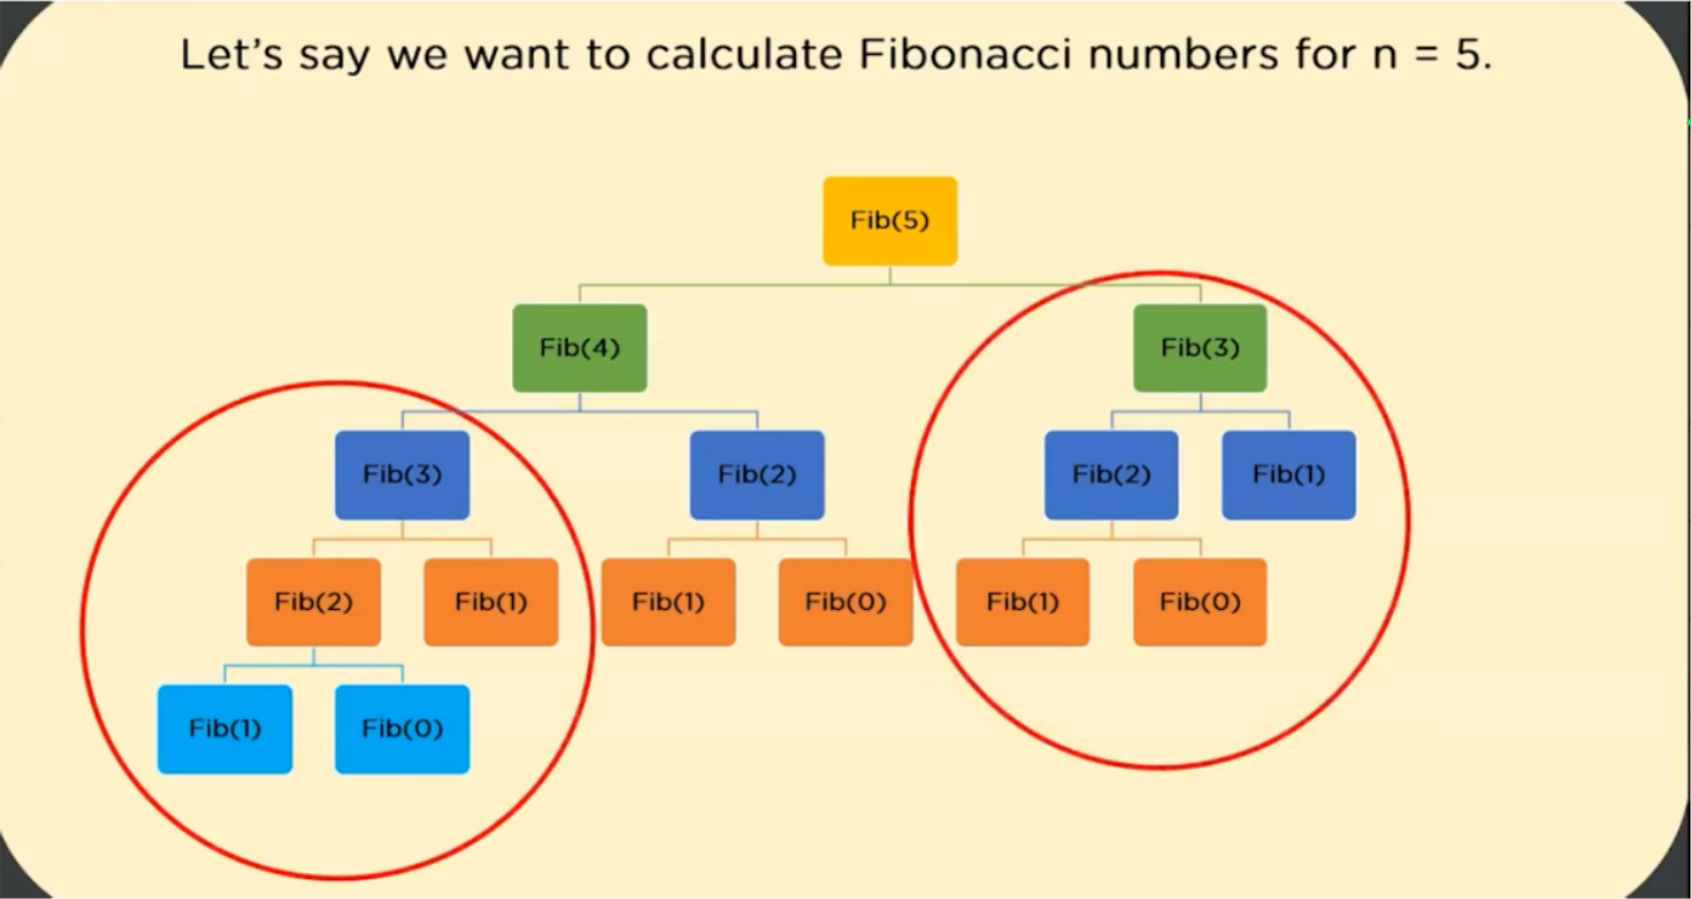 Let's say we want to calculate Fibonacci numbers for n = 5.
Fib(5)
Fib(4)
Fib(3)
Fib(3)
Fib(2)
Fib(2)
Fib(1)
Fib(2)
Fib(1)
Fib(1)
Fib(0)
Fib(1)
Fib(0)
Fib(1)
Fib(0)